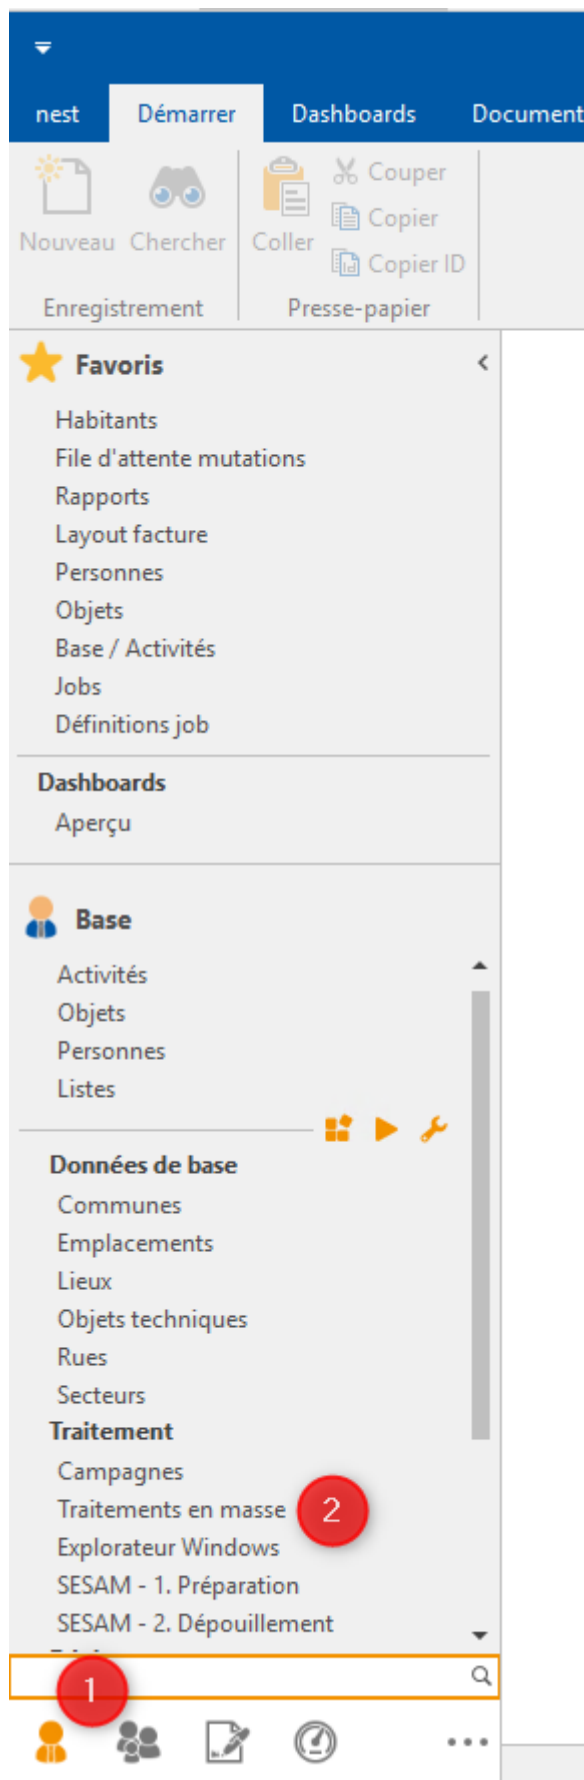 nest Démarrer Dashboards Document
Nouveau Chercher Coller Couper
Copier
Copier ID
Enregistrement Presse-papier
Favoris
Habitants
File d'attente mutations
Rapports
Layout facture
Personnes
Objets
Base / Activités
Jobs
Définitions job
Dashboards
Aperçu
Base
Activités
Objets
Personnes
Listes
Données de base
Communes
Emplacements
Lieux
Objets techniques
Rues
Secteurs
Traitement
Campagnes
Traitements en masse 2
Explorateur Windows
SESAM - 1. Préparation
SESAM - 2. Dépouillement
1